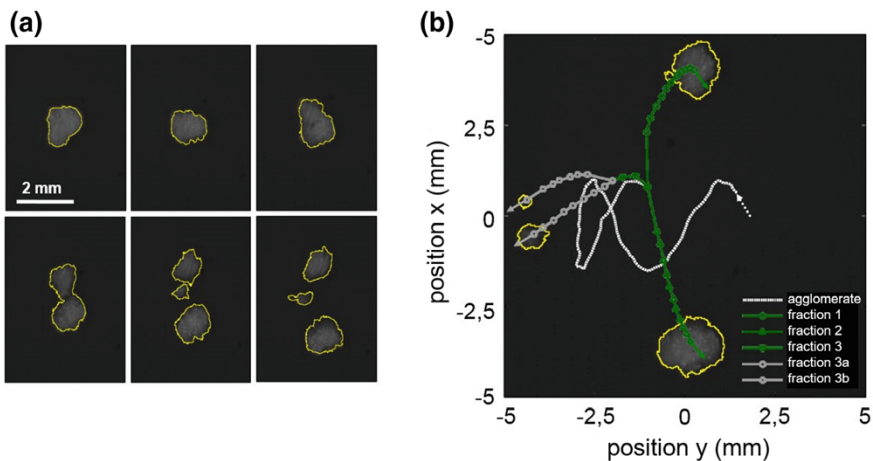 (a)
2 mm
(b)
-5
2,5
0
-2,5
-5
-5
-2,5
0
2,5
5
position x (mm)
position y (mm)
agglomerate
fraction 1
fraction 2
fraction 3
fraction 3a
fraction 3b